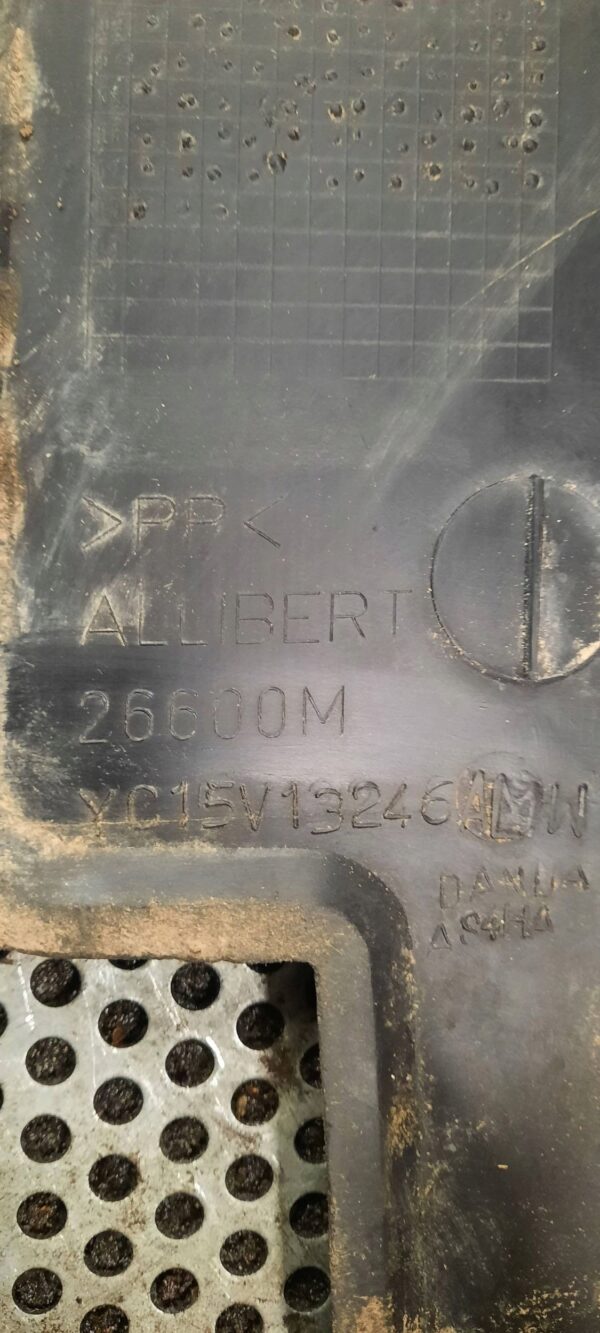 >PP<
ALLIBERT
26600M
YC15V13246